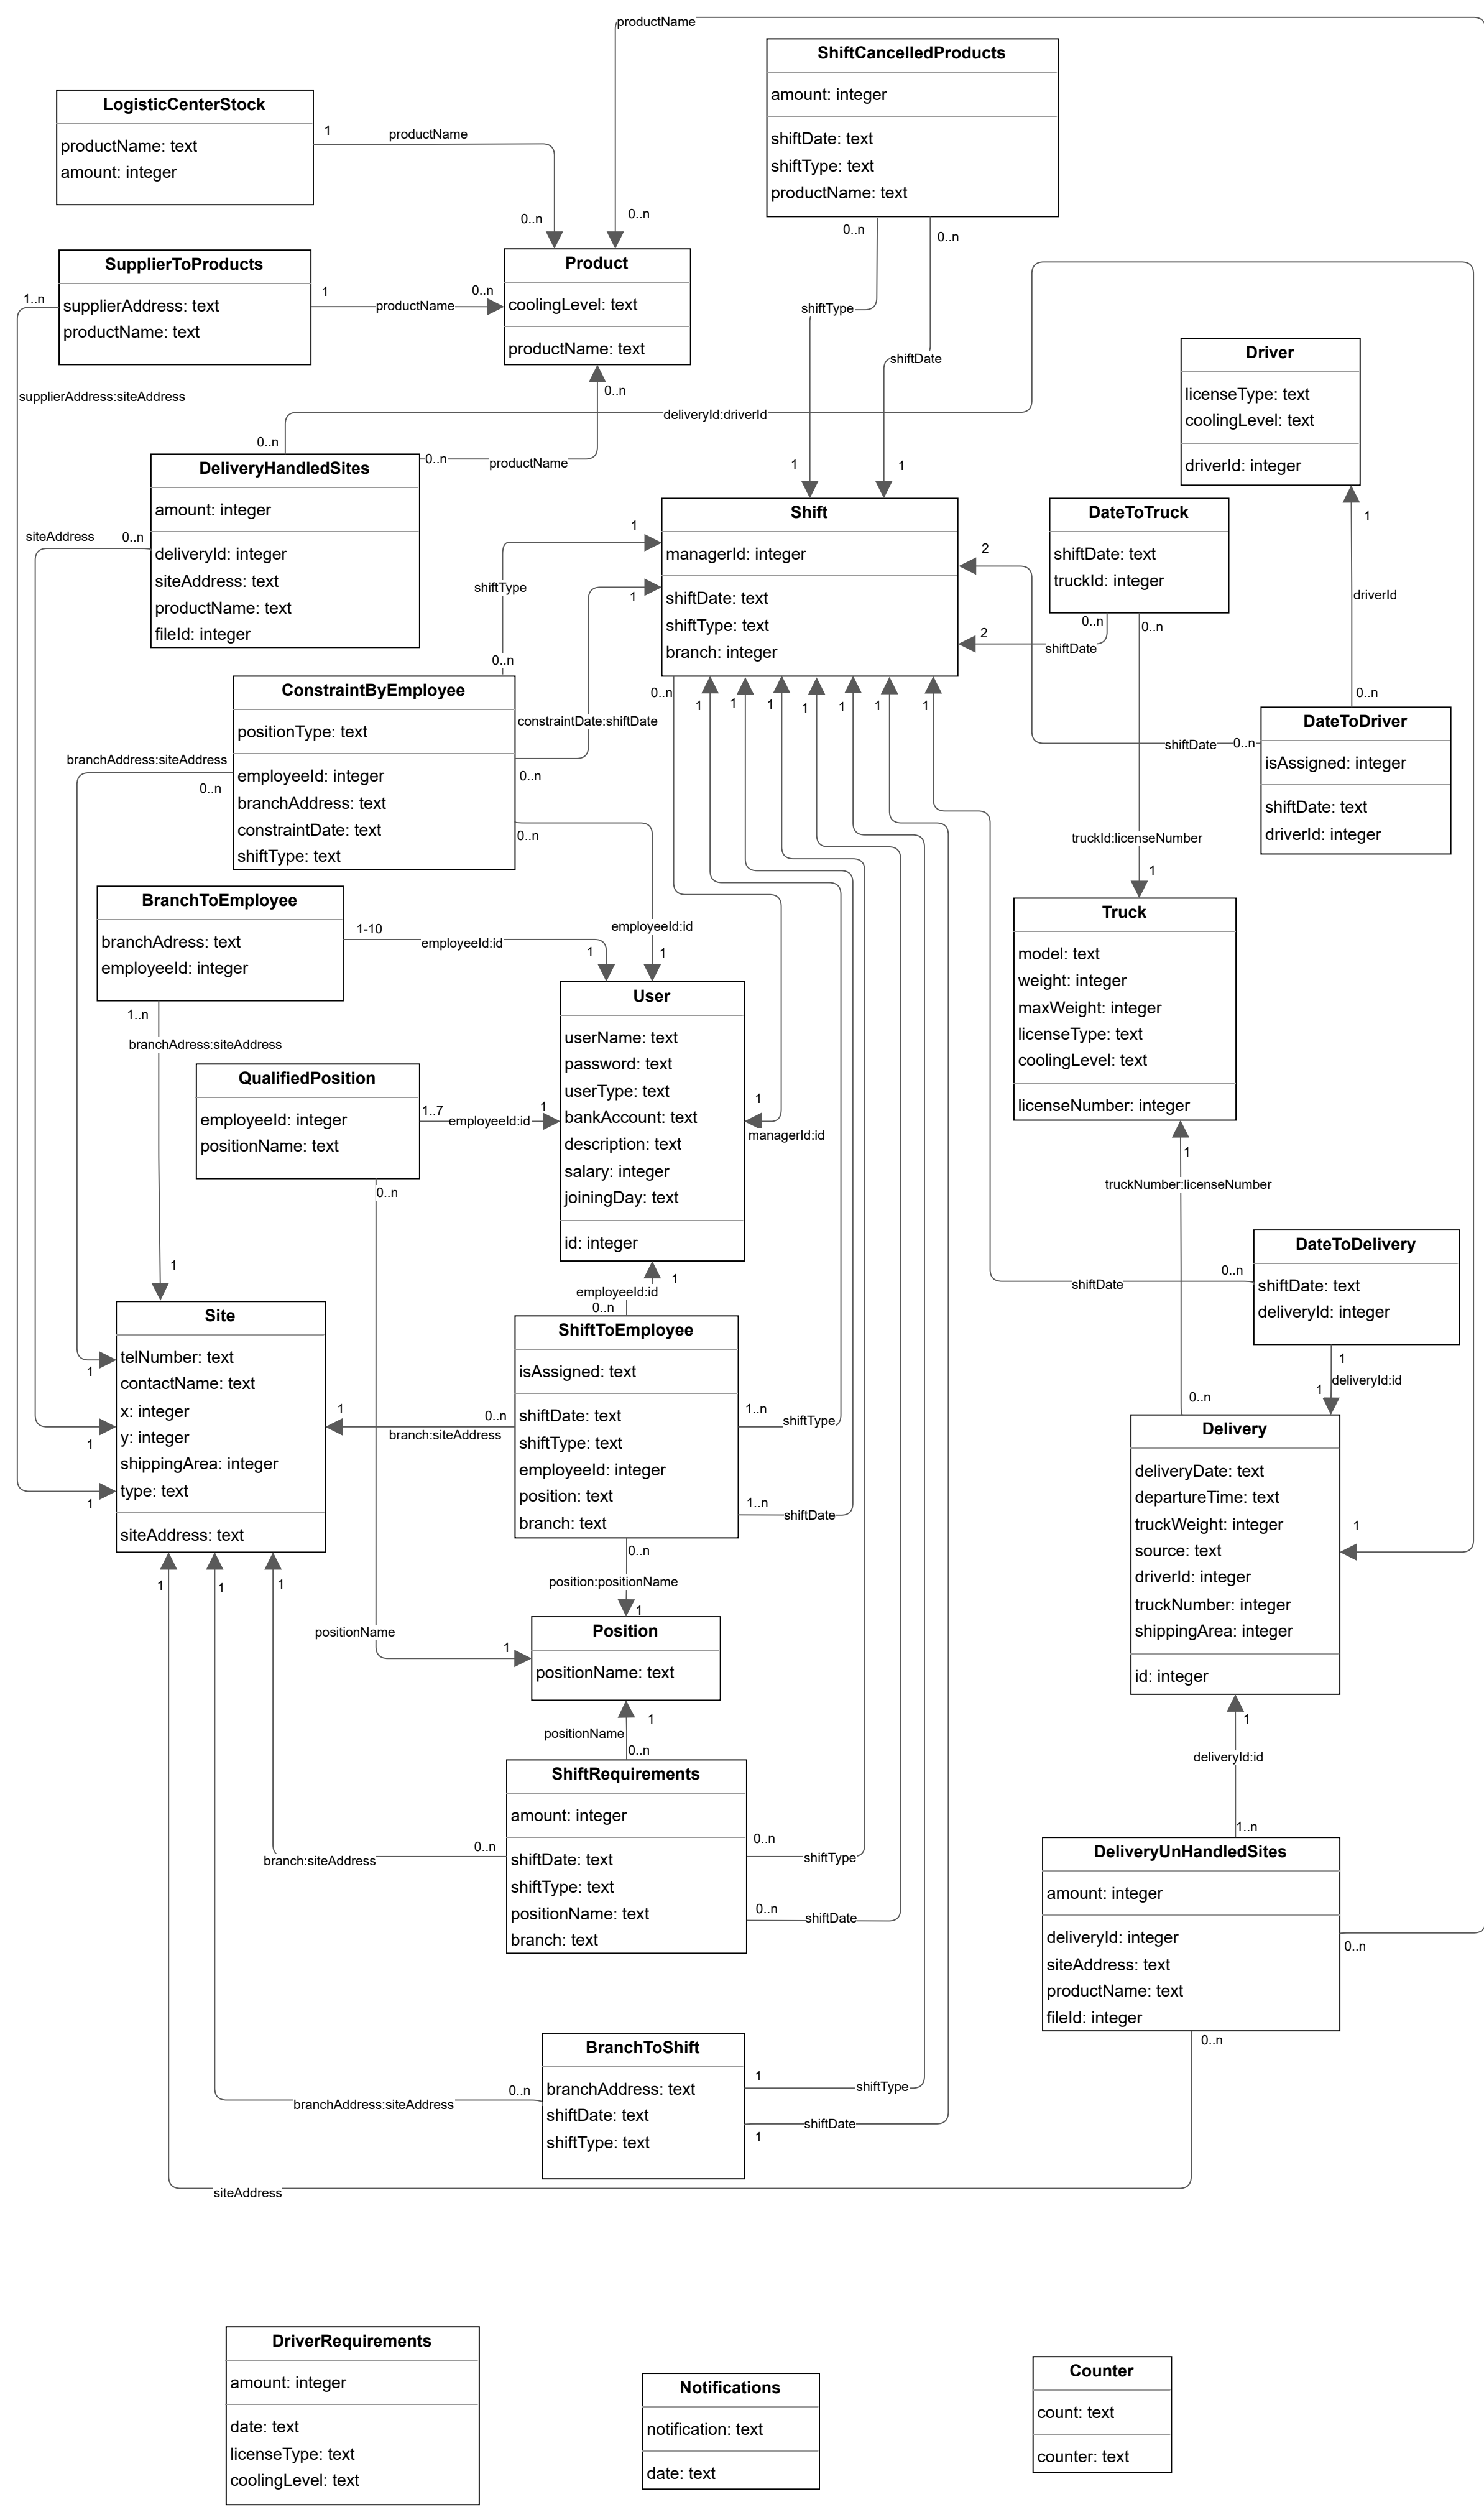 productName
ShiftCancelledProducts
amount: integer
shiftDate: text
shiftType: text
productName: text
0..n
0..n
LogisticCenterStock
productName: text
amount: integer
1
productName
0..n
0..n
SupplierToProducts
supplierAddress: text
productName: text
1..n
1
productName
0..n
supplierAddress:siteAddress
Product
coolingLevel: text
productName: text
0..n
shiftType
shiftDate
1
1
Driver
licenseType: text
coolingLevel: text
driverId: integer
1
deliveryId:driverId
0..n
DeliveryHandledSites
amount: integer
deliveryId: integer
siteAddress: text
productName: text
fileId: integer
0..n
productName
siteAddress
0..n
Shift
managerId: integer
shiftDate: text
shiftType: text
branch: integer
1
shiftType
1
0..n
2
2
DateToTruck
shiftDate: text
truckId: integer
0..n
0..n
shiftDate
driverId
0..n
DateToDriver
isAssigned: integer
shiftDate: text
driverId: integer
shiftDate
0..n
ConstraintByEmployee
positionType: text
employeeId: integer
branchAddress: text
constraintDate: text
shiftType: text
constraintDate:shiftDate
0..n
0..n
branchAddress:siteAddress
0..n
0..n
1
1
1
1
1
1
1
truckId:licenseNumber
1
BranchToEmployee
branchAdress: text
employeeId: integer
1-10
employeeId:id
1
employeeId:id
1
1..n
branchAdress:siteAddress
User
userName: text
password: text
userType: text
bankAccount: text
description: text
salary: integer
joiningDay: text
id: integer
1
managerId:id
Truck
model: text
weight: integer
maxWeight: integer
licenseType: text
coolingLevel: text
licenseNumber: integer
1
truckNumber:licenseNumber
QualifiedPosition
employeeId: integer
positionName: text
1..7
employeeId:id
1
0..n
1
DateToDelivery
shiftDate: text
deliveryId: integer
0..n
shiftDate
1
deliveryId:id
1
0..n
1
employeeId:id
0..n
Site
telNumber: text
contactName: text
x: integer
y: integer
shippingArea: integer
type: text
siteAddress: text
1
1
1
1
branch:siteAddress
0..n
ShiftToEmployee
isAssigned: text
shiftDate: text
shiftType: text
employeeId: integer
position: text
branch: text
1..n
shiftType
1..n
shiftDate
Delivery
deliveryDate: text
departureTime: text
truckWeight: integer
source: text
driverId: integer
truckNumber: integer
shippingArea: integer
id: integer
1
1
1
1
0..n
position:positionName
1
positionName
1
Position
positionName: text
1
positionName
0..n
1
deliveryId:id
1..n
ShiftRequirements
amount: integer
shiftDate: text
shiftType: text
positionName: text
branch: text
0..n
branch:siteAddress
0..n
shiftType
0..n
shiftDate
DeliveryUnHandledSites
amount: integer
deliveryId: integer
siteAddress: text
productName: text
fileId: integer
0..n
0..n
BranchToShift
branchAddress: text
shiftDate: text
shiftType: text
0..n
branchAddress:siteAddress
1
shiftType
shiftDate
1
siteAddress
DriverRequirements
amount: integer
date: text
licenseType: text
coolingLevel: text
Notifications
notification: text
date: text
Counter
count: text
counter: text